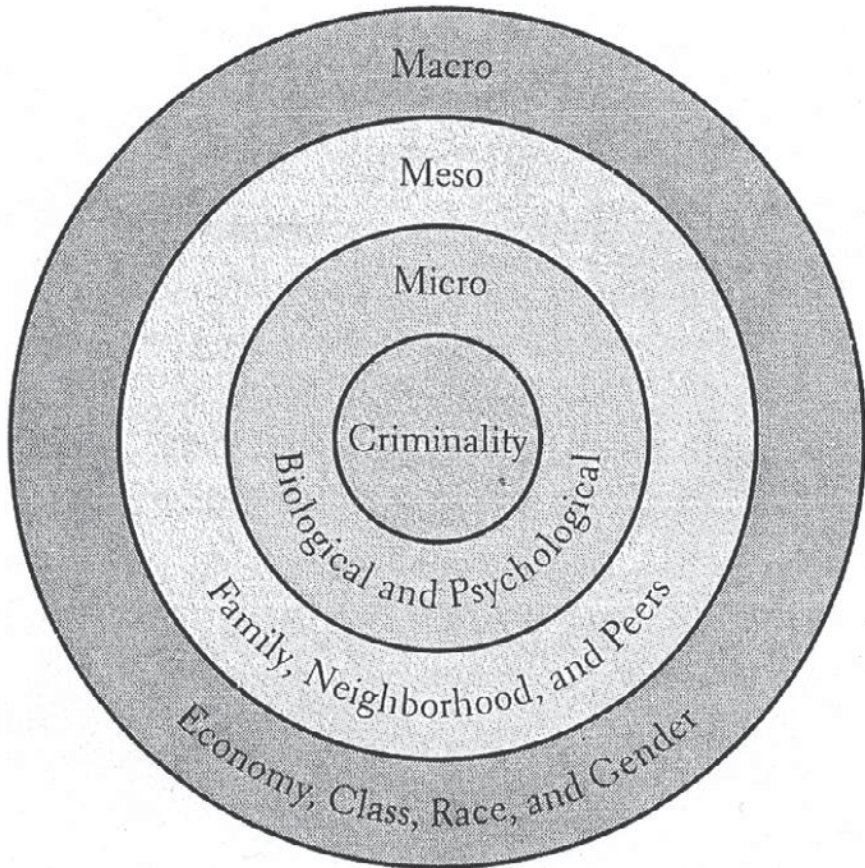 Macro
Meso
Micro
Criminality
Biological and Psychological
Family, Neighborhood, and Peers
Economy, Class, Race, and Gender